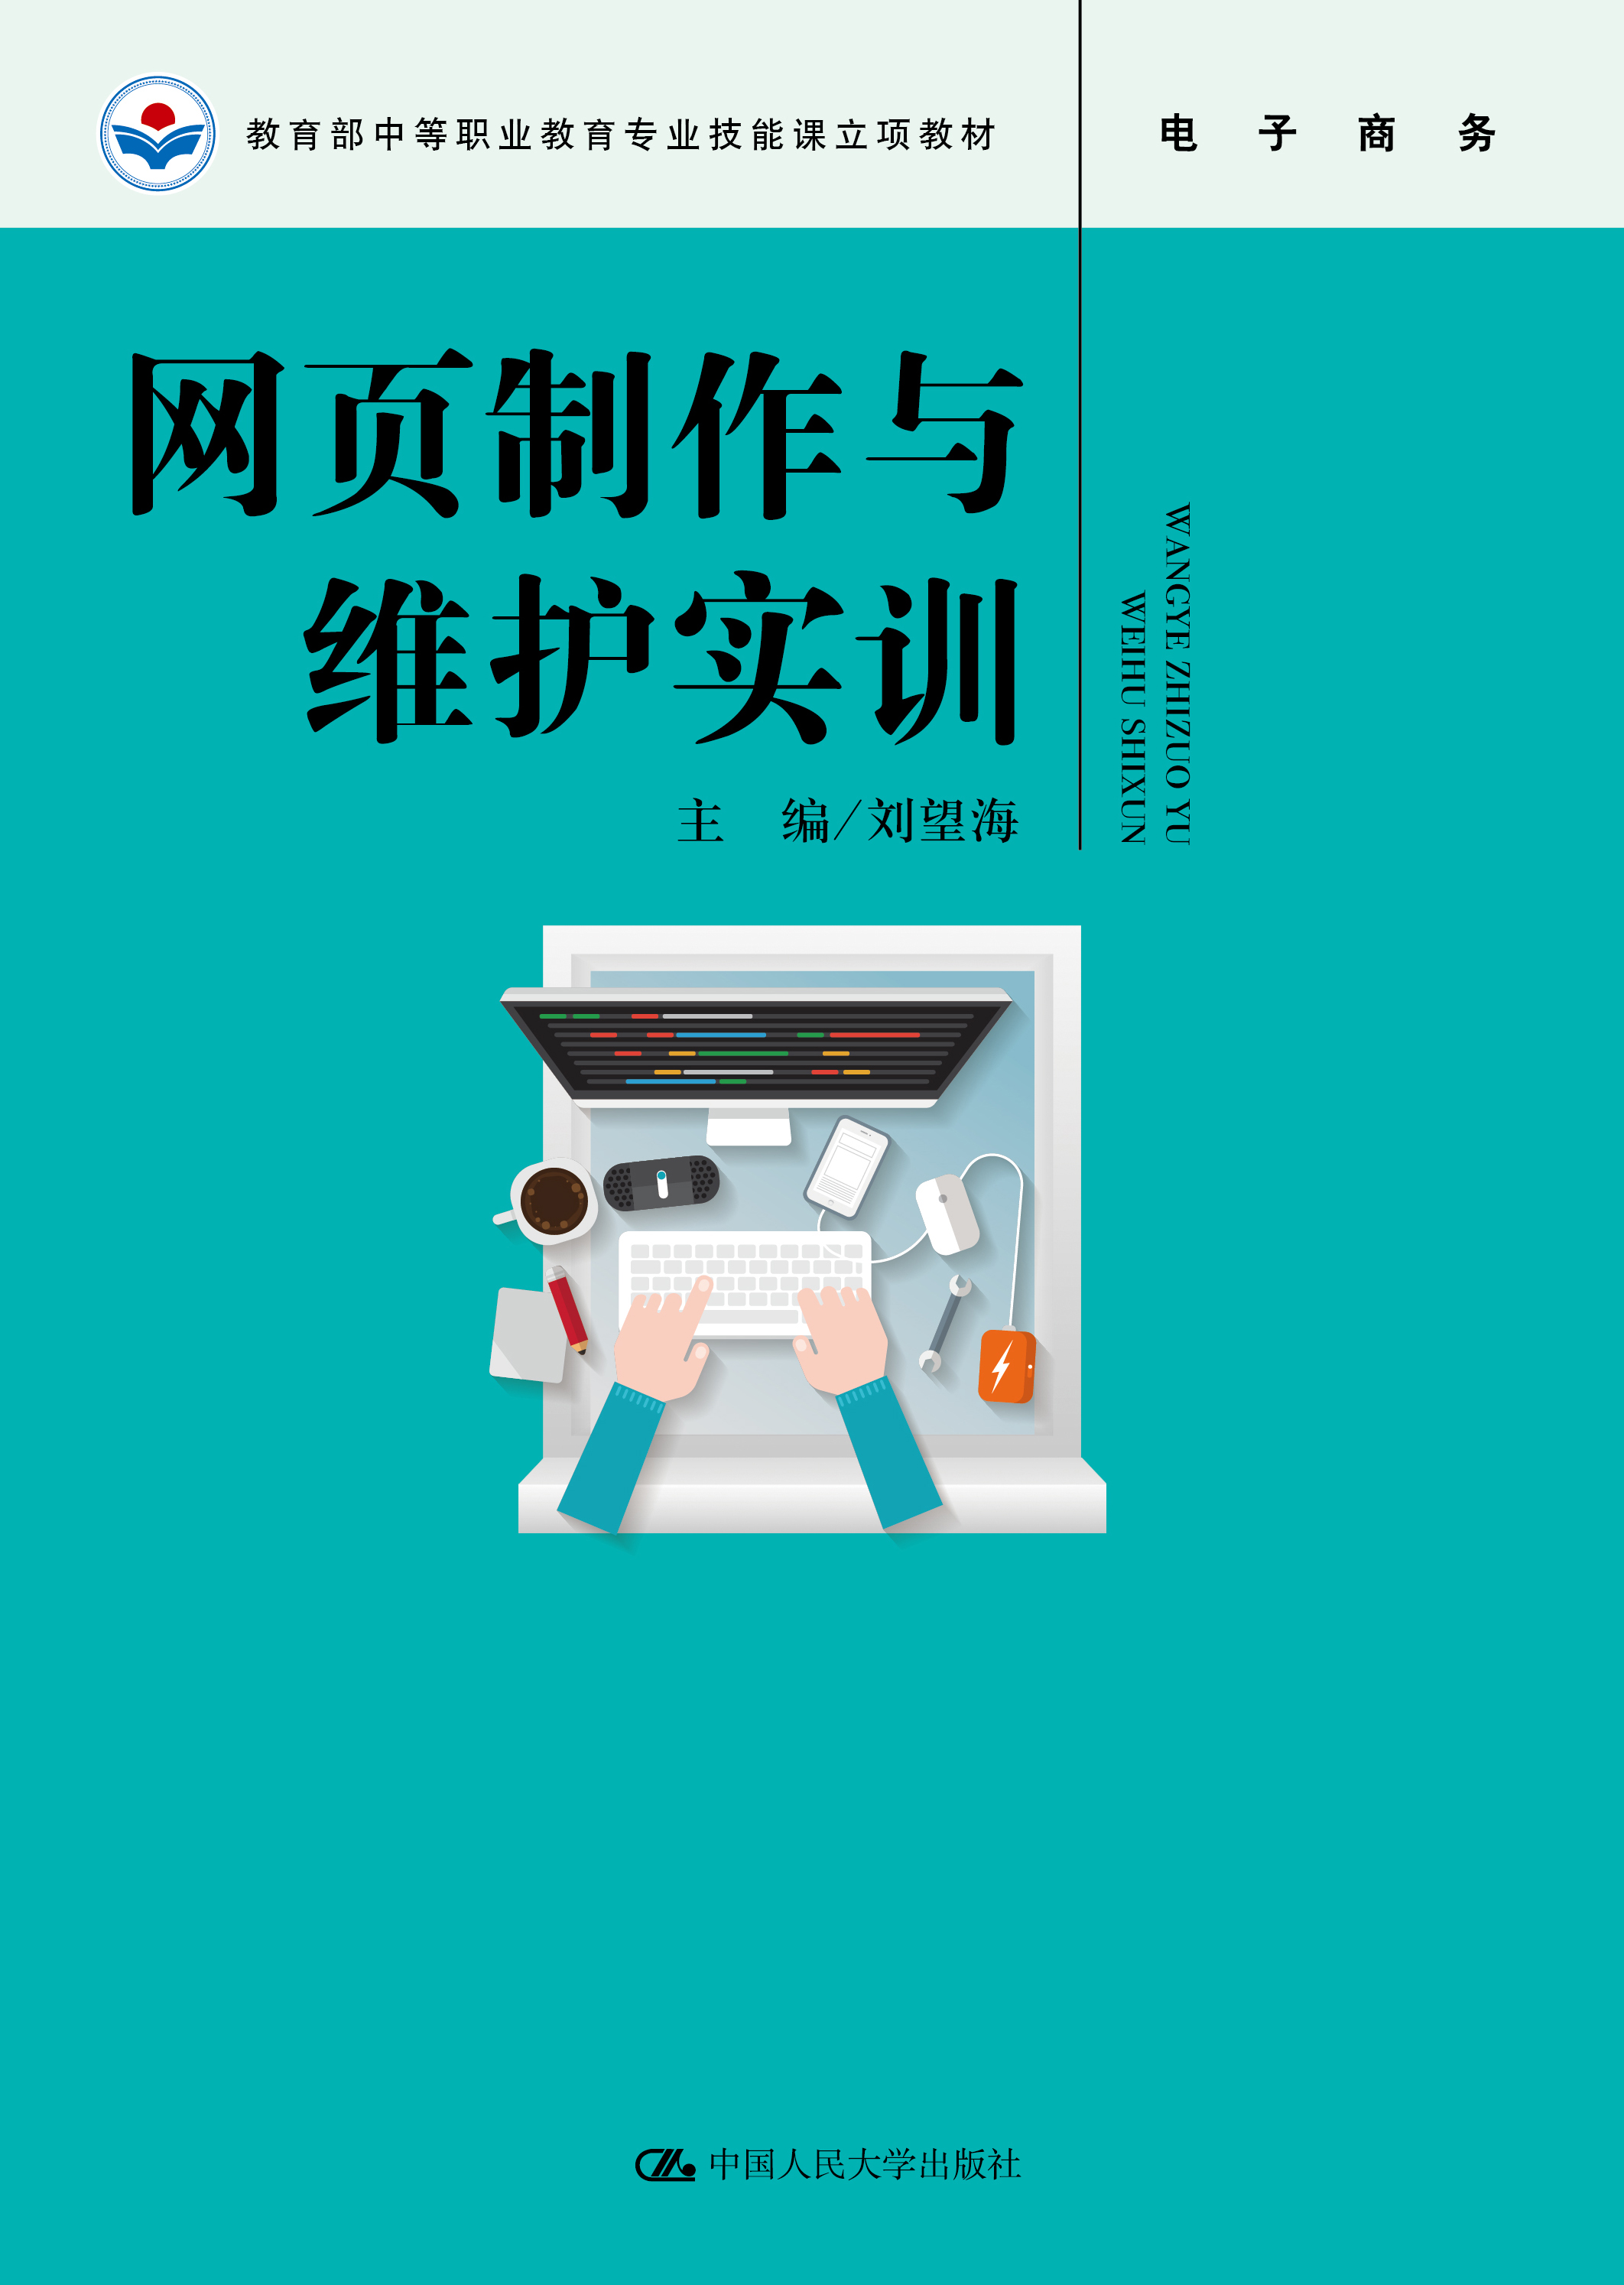 教育部中等职业教育专业技能课立项教材
电子商务
网页制作与
维护实训
WANGYE ZHIZUO YU
WEIHU SHIXUN
主 编/刘望海
中国人民大学出版社